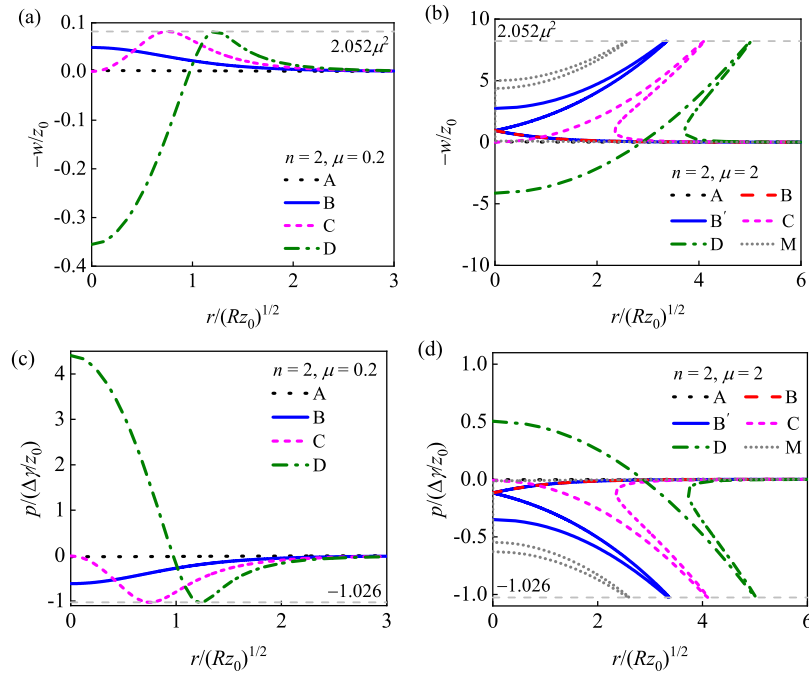 (a)
0.1
0.0
-0.1
-0.2
-0.3
-0.4
−w/z₀
2.052μ²
n = 2, μ = 0.2
A
B
C
D
0 1 2 3
r/(Rz₀)^1/2
(b)
10
5
0
-5
-10
−w/z₀
2.052μ²
n = 2, μ = 2
A B
B′ C
D M
0 2 4 6
r/(Rz₀)^1/2
(c)
4
3
2
1
0
-1
p/(Δγ/z₀)
n = 2, μ = 0.2
A
B
C
D
−1.026
0 1 2 3
r/(Rz₀)^1/2
(d)
1.0
0.5
0.0
-0.5
-1.0
p/(Δγ/z₀)
n = 2, μ = 2
A B
B′ C
D M
−1.026
0 2 4 6
r/(Rz₀)^1/2